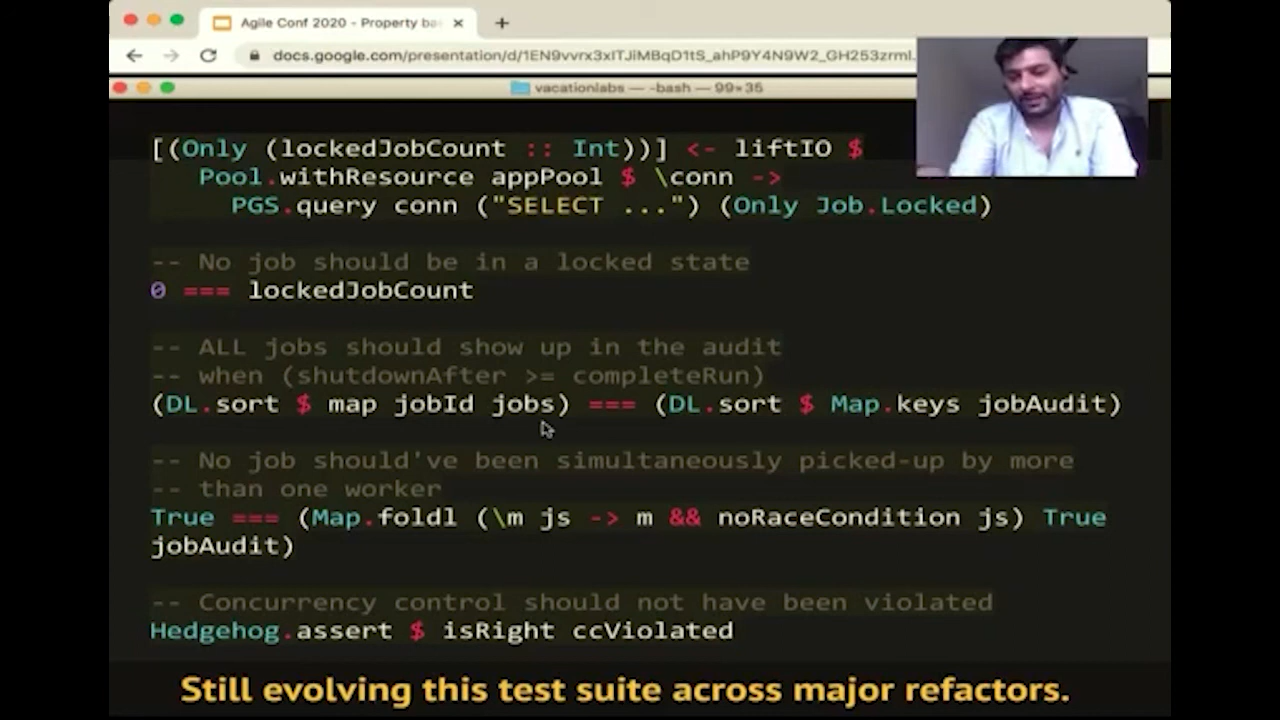 Agile Conf 2020 - Property ba
docs.google.com/presentation/d/1EN9vvrx3xITJiMBqD1tS_ahP9Y4N9W2_GH253zrml.
vacationlabs — -bash — 99×35
[(Only (lockedJobCount :: Int))] <- liftIO $
Pool.withResource appPool $ \conn ->
PGS.query conn ("SELECT ...") (Only Job.Locked)
-- No job should be in a locked state
0 === lockedJobCount
-- ALL jobs should show up in the audit
-- when (shutdownAfter >= completeRun)
(DL.sort $ map jobId jobs) === (DL.sort $ Map.keys jobAudit)
-- No job should've been simultaneously picked-up by more
-- than one worker
True === (Map.foldl (\m js -> m && noRaceCondition js) True
jobAudit)
-- Concurrency control should not have been violated
Hedgehog.assert $ isRight ccViolated
Still evolving this test suite across major refactors.